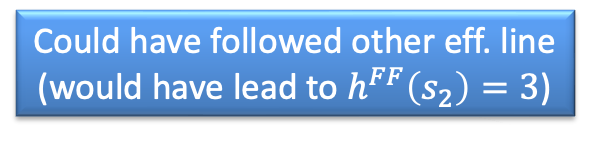 Could have followed other eff. line
(would have lead to $h^{FF}(s_2) = 3$)